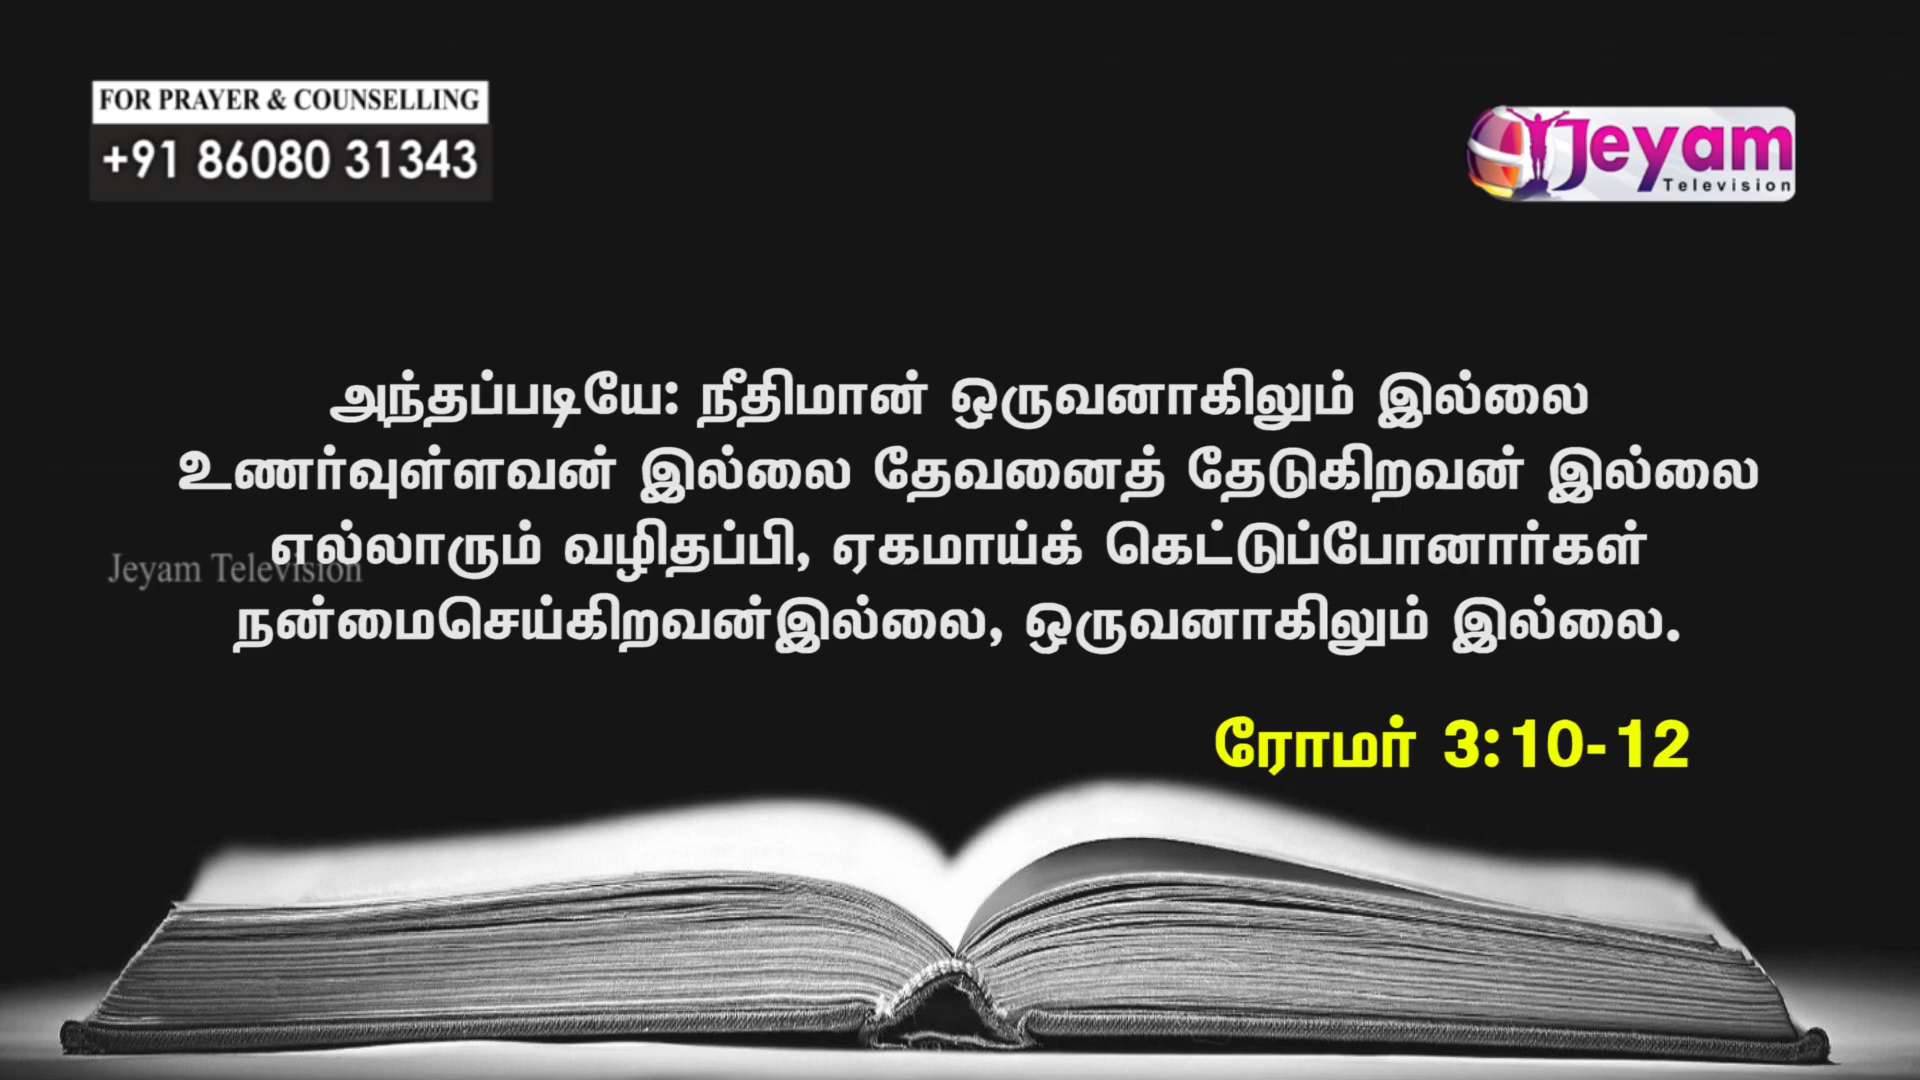 FOR PRAYER & COUNSELLING
+91 86080 31343
Jeyam
Television
அந்தப்படியே: நீதிமான் ஒருவனாகிலும் இல்லை
உணர்வுள்ளவன் இல்லை தேவனைத் தேடுகிறவன் இல்லை
எல்லாரும் வழிதப்பி, ஏகமாய்க் கெட்டுப்போனார்கள்
Jeyam Television
நன்மைசெய்கிறவன்இல்லை, ஒருவனாகிலும் இல்லை.
ரோமர் 3:10-12